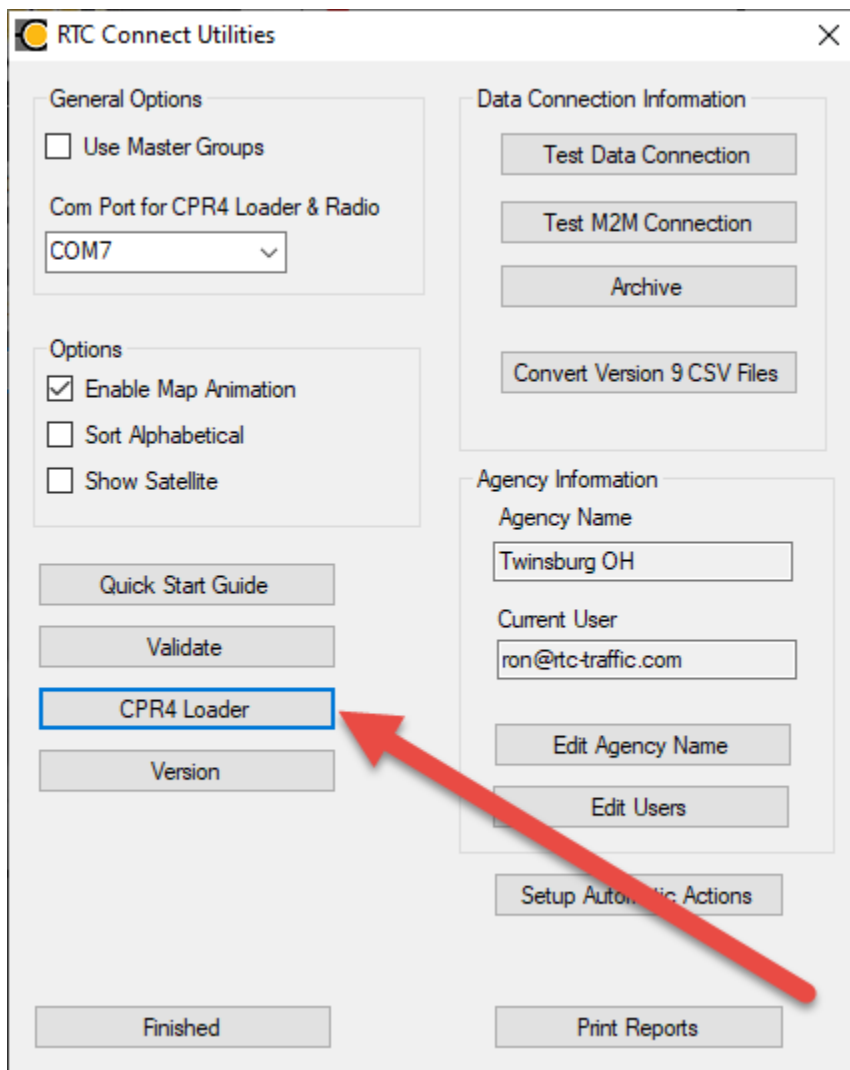 RTC Connect Utilities
General Options
Use Master Groups
Com Port for CPR4 Loader & Radio
COM7
Options
Enable Map Animation
Sort Alphabetical
Show Satellite
Quick Start Guide
Validate
CPR4 Loader
Version
Finished
Data Connection Information
Test Data Connection
Test M2M Connection
Archive
Convert Version 9 CSV Files
Agency Information
Agency Name
Twinsburg OH
Current User
ron@rtc-traffic.com
Edit Agency Name
Edit Users
Setup Automatic Actions
Print Reports